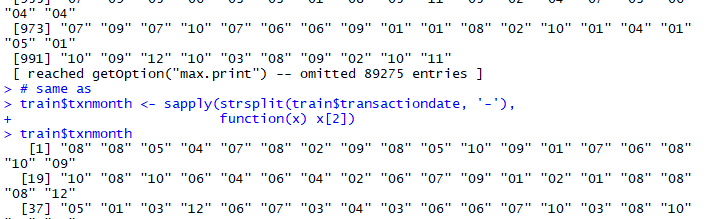 "04" "04"
[973] "07" "09" "07" "10" "07" "06" "06" "09" "01" "01" "08" "02" "10" "01" "04" "01"
"05" "01"
[991] "10" "09" "12" "10" "03" "08" "09" "02" "10" "11"
[ reached getOption("max.print") -- omitted 89275 entries ]
> # same as
> train$txnmonth <- sapply(strsplit(train$transactiondate, '-'),
+ function(x) x[2])
> train$txnmonth
[1] "08" "08" "05" "04" "07" "08" "02" "09" "08" "05" "10" "09" "01" "07" "06" "08"
"10" "09"
[19] "10" "08" "10" "06" "04" "06" "04" "02" "06" "07" "09" "01" "02" "01" "08" "08"
"08" "12"
[37] "05" "01" "03" "12" "06" "07" "03" "04" "03" "06" "06" "07" "10" "03" "08" "10"